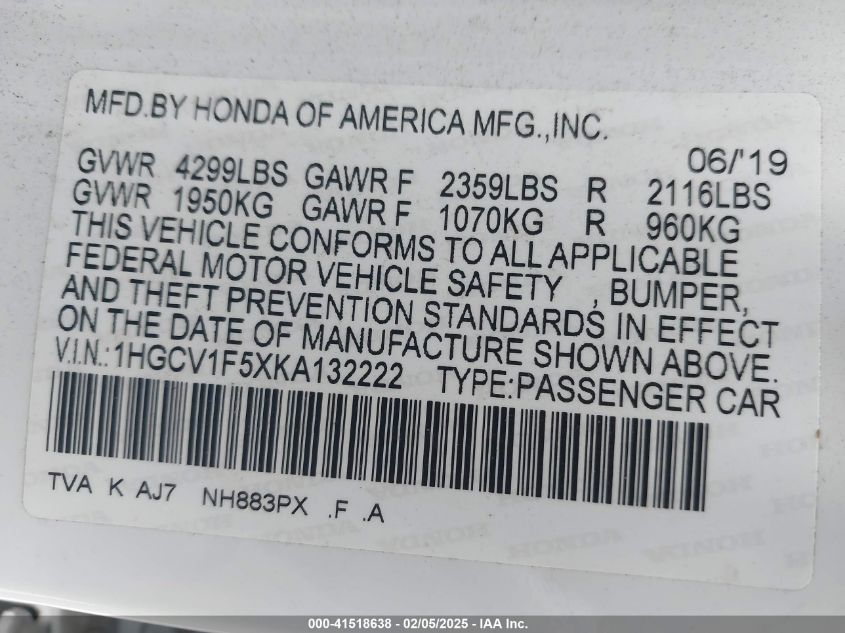 MFD.BY HONDA OF AMERICA MFG.,INC.
06/'19
GVWR 4299LBS GAWR F 2359LBS R 2116LBS
GVWR 1950KG GAWR F 1070KG R 960KG
THIS VEHICLE CONFORMS TO ALL APPLICABLE
FEDERAL MOTOR VEHICLE SAFETY , BUMPER,
AND THEFT PREVENTION STANDARDS IN EFFECT
ON THE DATE OF MANUFACTURE SHOWN ABOVE.
V.I.N.:1HGCV1F5XKA132222 TYPE:PASSENGER CAR
TVA K AJ7 NH883PX .F .A
000-41518638 - 02/05/2025 - IAA Inc.